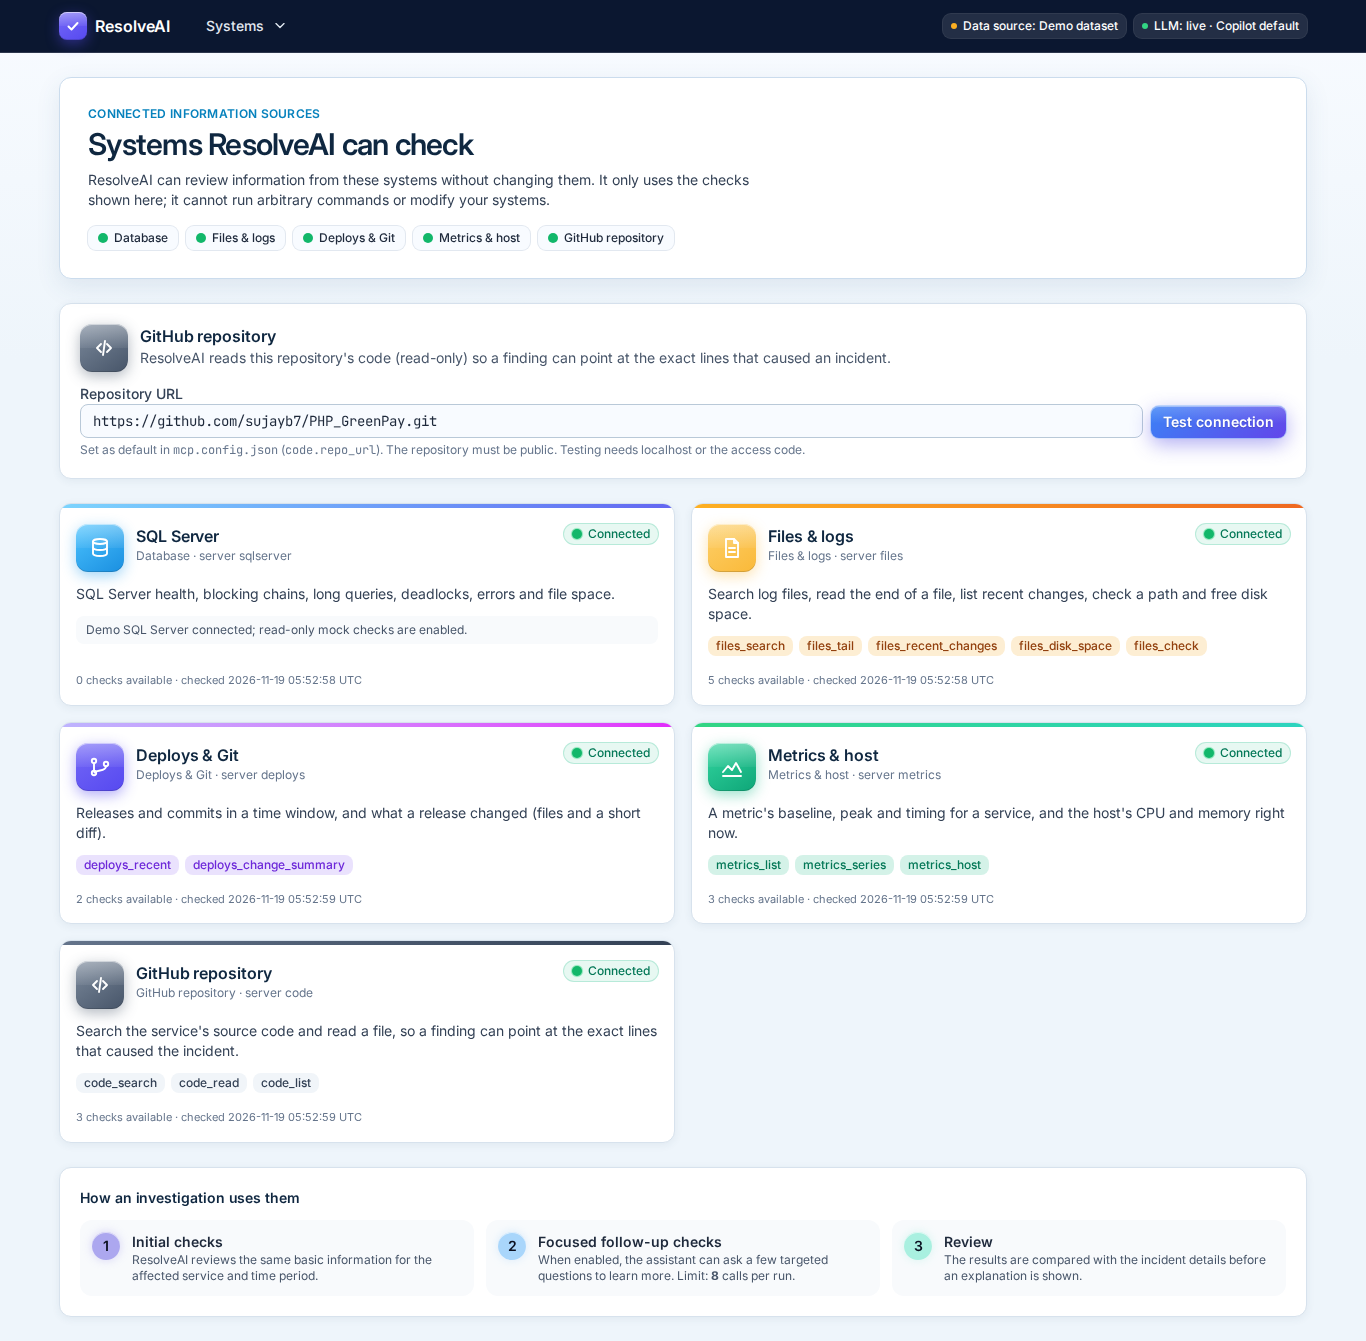 ResolveAI
Systems
Data source: Demo dataset
LLM: live · Copilot default
CONNECTED INFORMATION SOURCES
Systems ResolveAI can check
ResolveAI can review information from these systems without changing them. It only uses the checks
shown here; it cannot run arbitrary commands or modify your systems.
Database
Files & logs
Deploys & Git
Metrics & host
GitHub repository
GitHub repository
ResolveAI reads this repository's code (read-only) so a finding can point at the exact lines that caused an incident.
Repository URL
https://github.com/sujayb7/PHP_GreenPay.git
Test connection
Set as default in mcp.config.json (code.repo_url). The repository must be public. Testing needs localhost or the access code.
SQL Server
Connected
Database · server sqlserver
SQL Server health, blocking chains, long queries, deadlocks, errors and file space.
Demo SQL Server connected; read-only mock checks are enabled.
0 checks available · checked 2026-11-19 05:52:58 UTC
Files & logs
Connected
Files & logs · server files
Search log files, read the end of a file, list recent changes, check a path and free disk
space.
files_search
files_tail
files_recent_changes
files_disk_space
files_check
5 checks available · checked 2026-11-19 05:52:58 UTC
Deploys & Git
Connected
Deploys & Git · server deploys
Releases and commits in a time window, and what a release changed (files and a short
diff).
deploys_recent
deploys_change_summary
2 checks available · checked 2026-11-19 05:52:59 UTC
Metrics & host
Connected
Metrics & host · server metrics
A metric's baseline, peak and timing for a service, and the host's CPU and memory right
now.
metrics_list
metrics_series
metrics_host
3 checks available · checked 2026-11-19 05:52:59 UTC
GitHub repository
Connected
GitHub repository · server code
Search the service's source code and read a file, so a finding can point at the exact lines
that caused the incident.
code_search
code_read
code_list
3 checks available · checked 2026-11-19 05:52:59 UTC
How an investigation uses them
1
Initial checks
ResolveAI reviews the same basic information for the
affected service and time period.
2
Focused follow-up checks
When enabled, the assistant can ask a few targeted
questions to learn more. Limit: 8 calls per run.
3
Review
The results are compared with the incident details before
an explanation is shown.